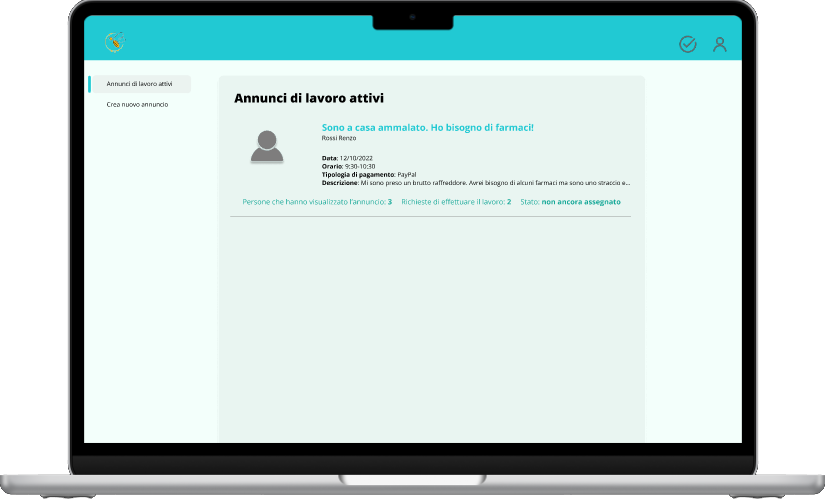 Annunci di lavoro attivi
Crea nuovo annuncio
Annunci di lavoro attivi
Sono a casa ammalato. Ho bisogno di farmaci!
Rossi Renzo
Data: 12/10/2022
Orario: 9:30-10:30
Tipologia di pagamento: PayPal
Descrizione: Mi sono preso un brutto raffreddore. Avrei bisogno di alcuni farmaci ma sono uno straccio e...
Persone che hanno visualizzato l'annuncio: 3 Richieste di effettuare il lavoro: 2 Stato: non ancora assegnato